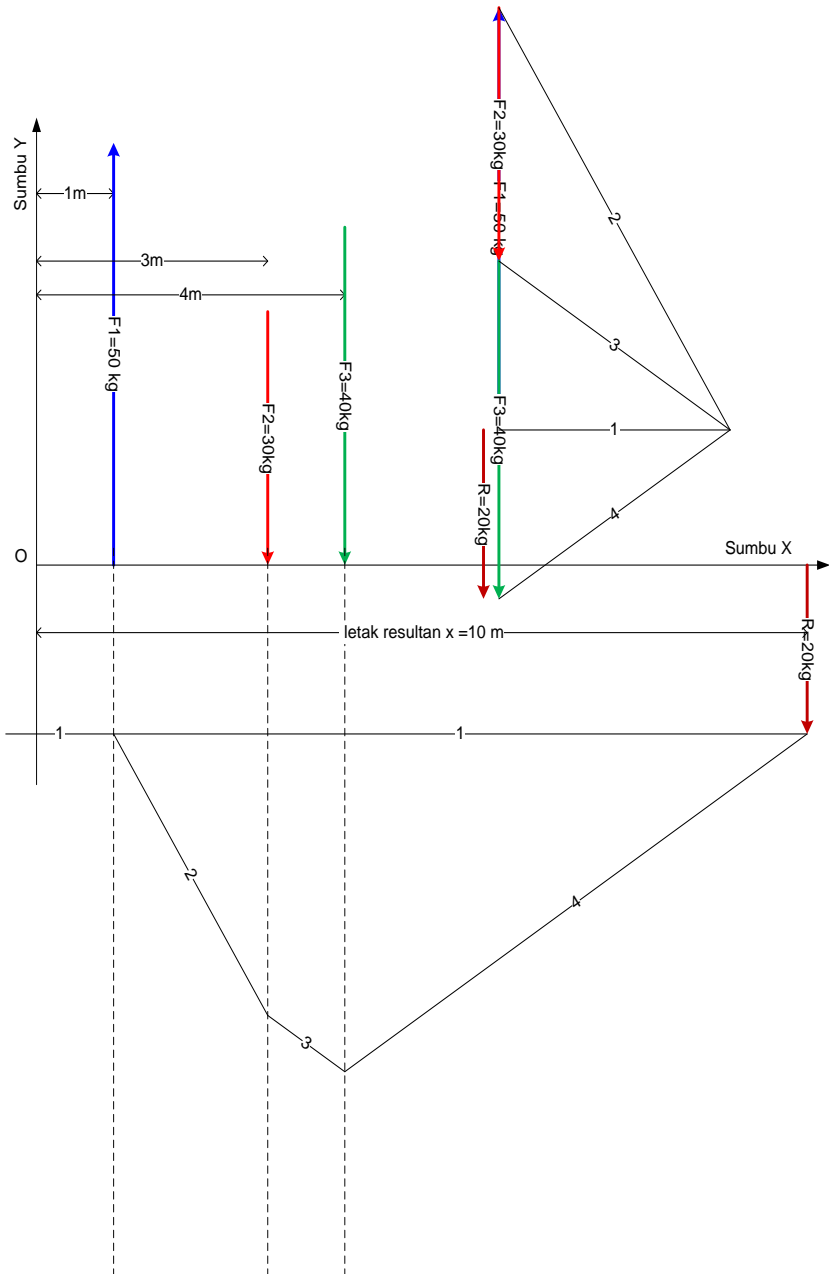 F2=30kg
F1=50 kg
Sumbu Y
1m
2
3m
4m
F1=50 kg
3
F3=40kg
F2=30kg
F3=40kg
1
R=20kg
4
O
Sumbu X
letak resultan x =10 m
R=20kg
1
1
2
4
3